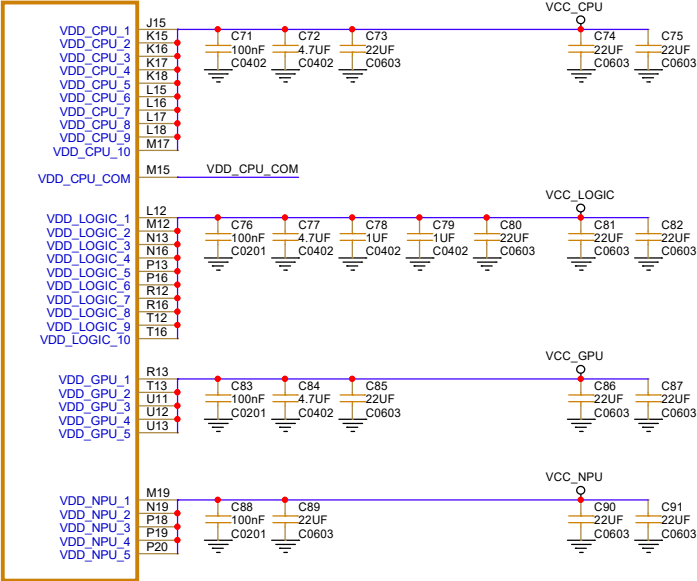 VCC_CPU
VDD_CPU_1 J15
VDD_CPU_2 K15
VDD_CPU_3 K16
VDD_CPU_4 K17
VDD_CPU_5 K18
VDD_CPU_6 L15
VDD_CPU_7 L16
VDD_CPU_8 L17
VDD_CPU_9 L18
VDD_CPU_10 M17
C71 C72 C73 C74 C75
100nF 4.7UF 22UF 22UF 22UF
C0402 C0402 C0603 C0603 C0603
VDD_CPU_COM M15 VDD_CPU_COM
VCC_LOGIC
VDD_LOGIC_1 L12
VDD_LOGIC_2 M12
VDD_LOGIC_3 N13
VDD_LOGIC_4 N16
VDD_LOGIC_5 P13
VDD_LOGIC_6 P16
VDD_LOGIC_7 R12
VDD_LOGIC_8 R16
VDD_LOGIC_9 T12
VDD_LOGIC_10 T16
C76 C77 C78 C79 C80 C81 C82
100nF 4.7UF 1UF 1UF 22UF 22UF 22UF
C0201 C0402 C0402 C0402 C0603 C0603 C0603
VCC_GPU
VDD_GPU_1 R13
VDD_GPU_2 T13
VDD_GPU_3 U11
VDD_GPU_4 U12
VDD_GPU_5 U13
C83 C84 C85 C86 C87
100nF 4.7UF 22UF 22UF 22UF
C0201 C0402 C0603 C0603 C0603
VCC_NPU
VDD_NPU_1 M19
VDD_NPU_2 N19
VDD_NPU_3 P18
VDD_NPU_4 P19
VDD_NPU_5 P20
C88 C89 C90 C91
100nF 22UF 22UF 22UF
C0201 C0603 C0603 C0603